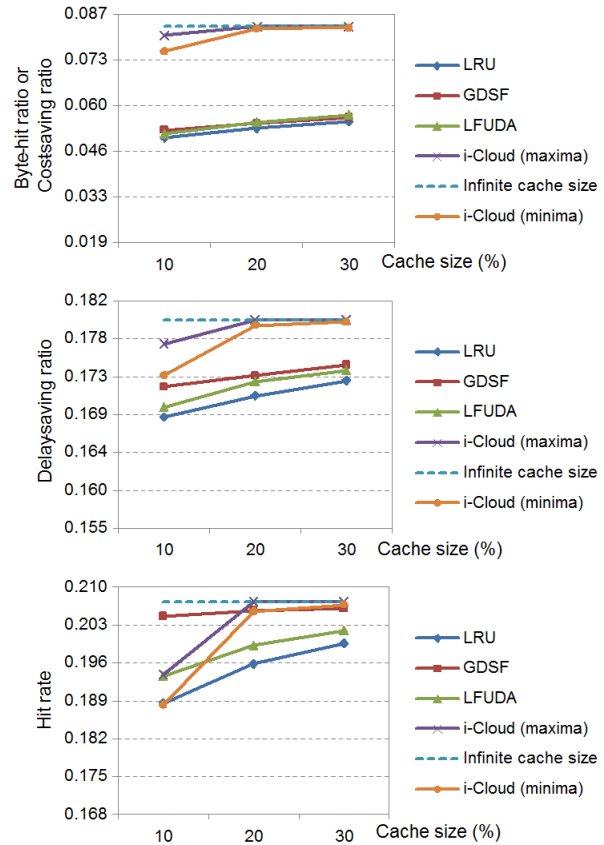 0.087
0.073
0.060
0.046
0.033
0.019
Byte-hit ratio or
Cost-saving ratio
10 20 30 Cache size (%)
LRU
GDSF
LFUDA
i-Cloud (maxima)
Infinite cache size
i-Cloud (minima)
0.182
0.178
0.173
0.169
0.164
0.160
0.155
Delay-saving ratio
10 20 30 Cache size (%)
LRU
GDSF
LFUDA
i-Cloud (maxima)
Infinite cache size
i-Cloud (minima)
0.210
0.203
0.196
0.189
0.182
0.175
0.168
Hit rate
10 20 30 Cache size (%)
LRU
GDSF
LFUDA
i-Cloud (maxima)
Infinite cache size
i-Cloud (minima)